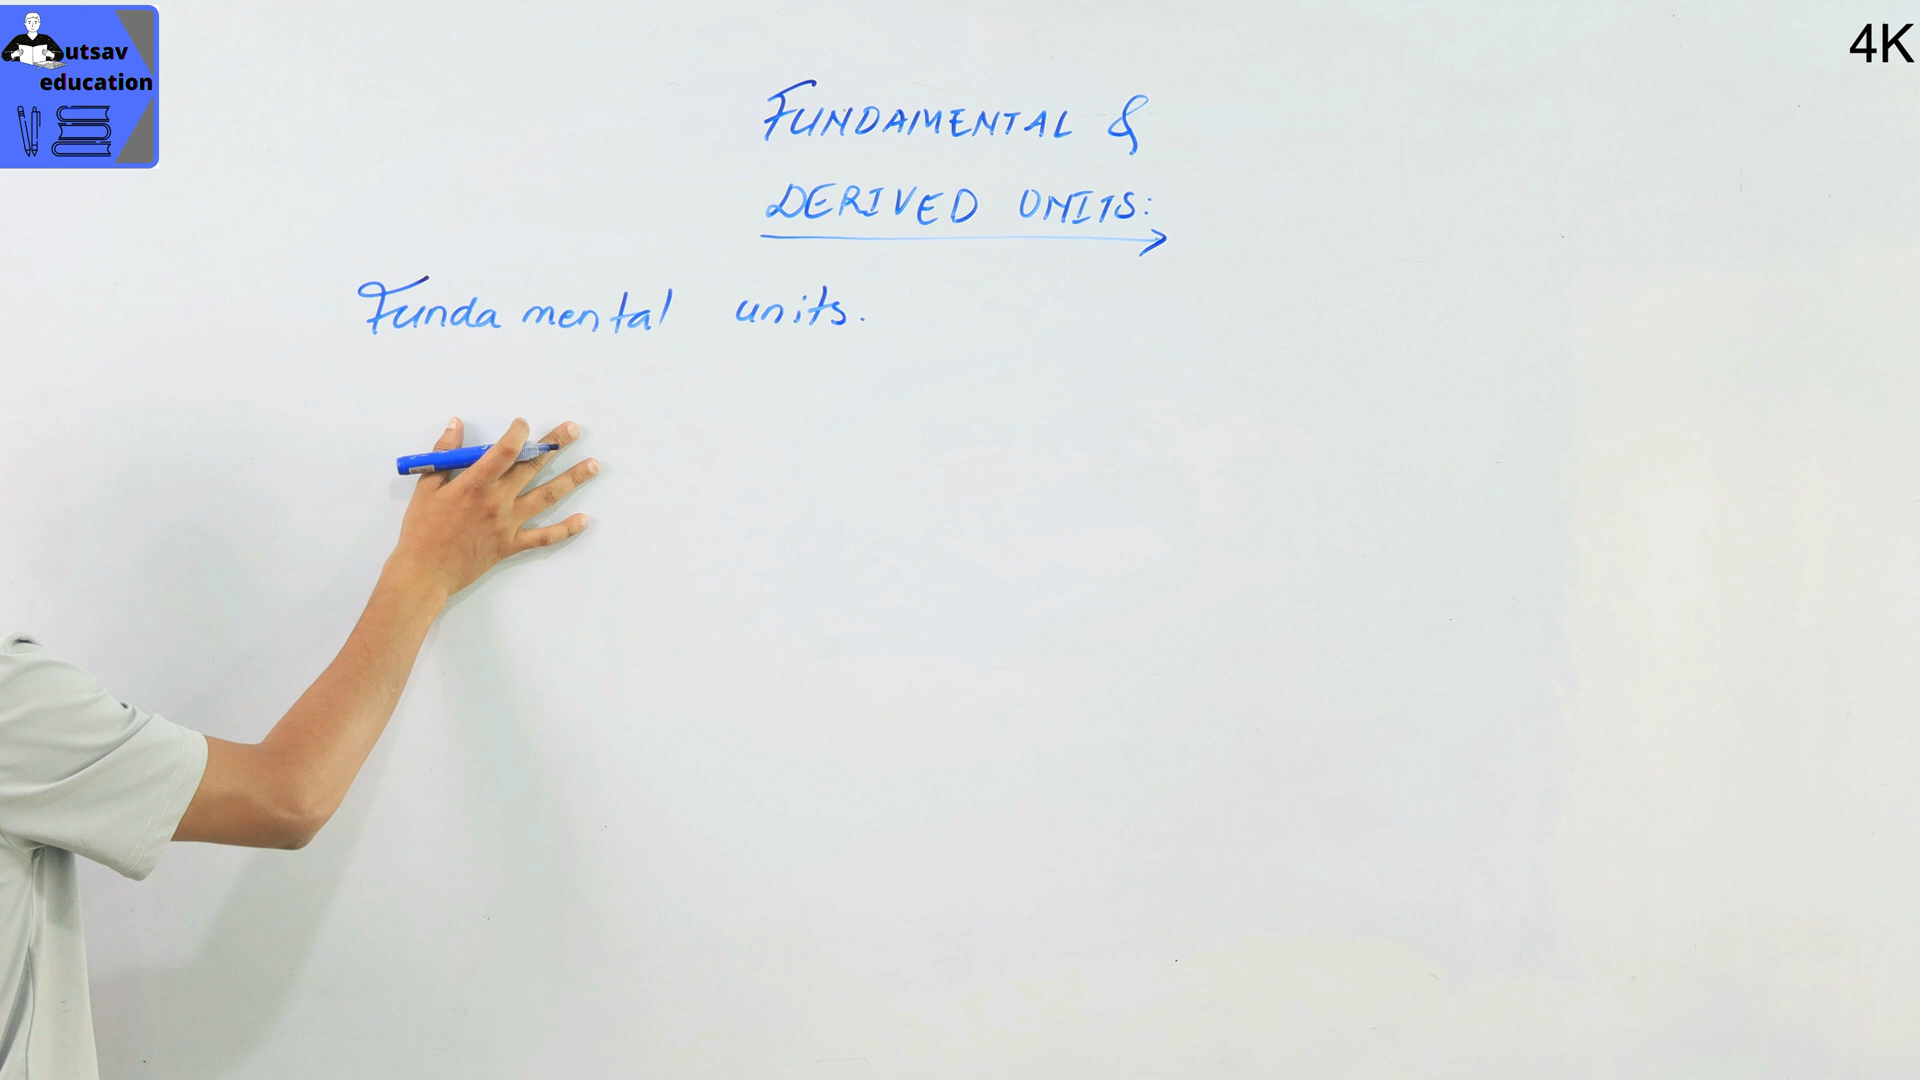 utsav
education
4K
FUNDAMENTAL &
DERIVED UNITS:
Fundamental units.